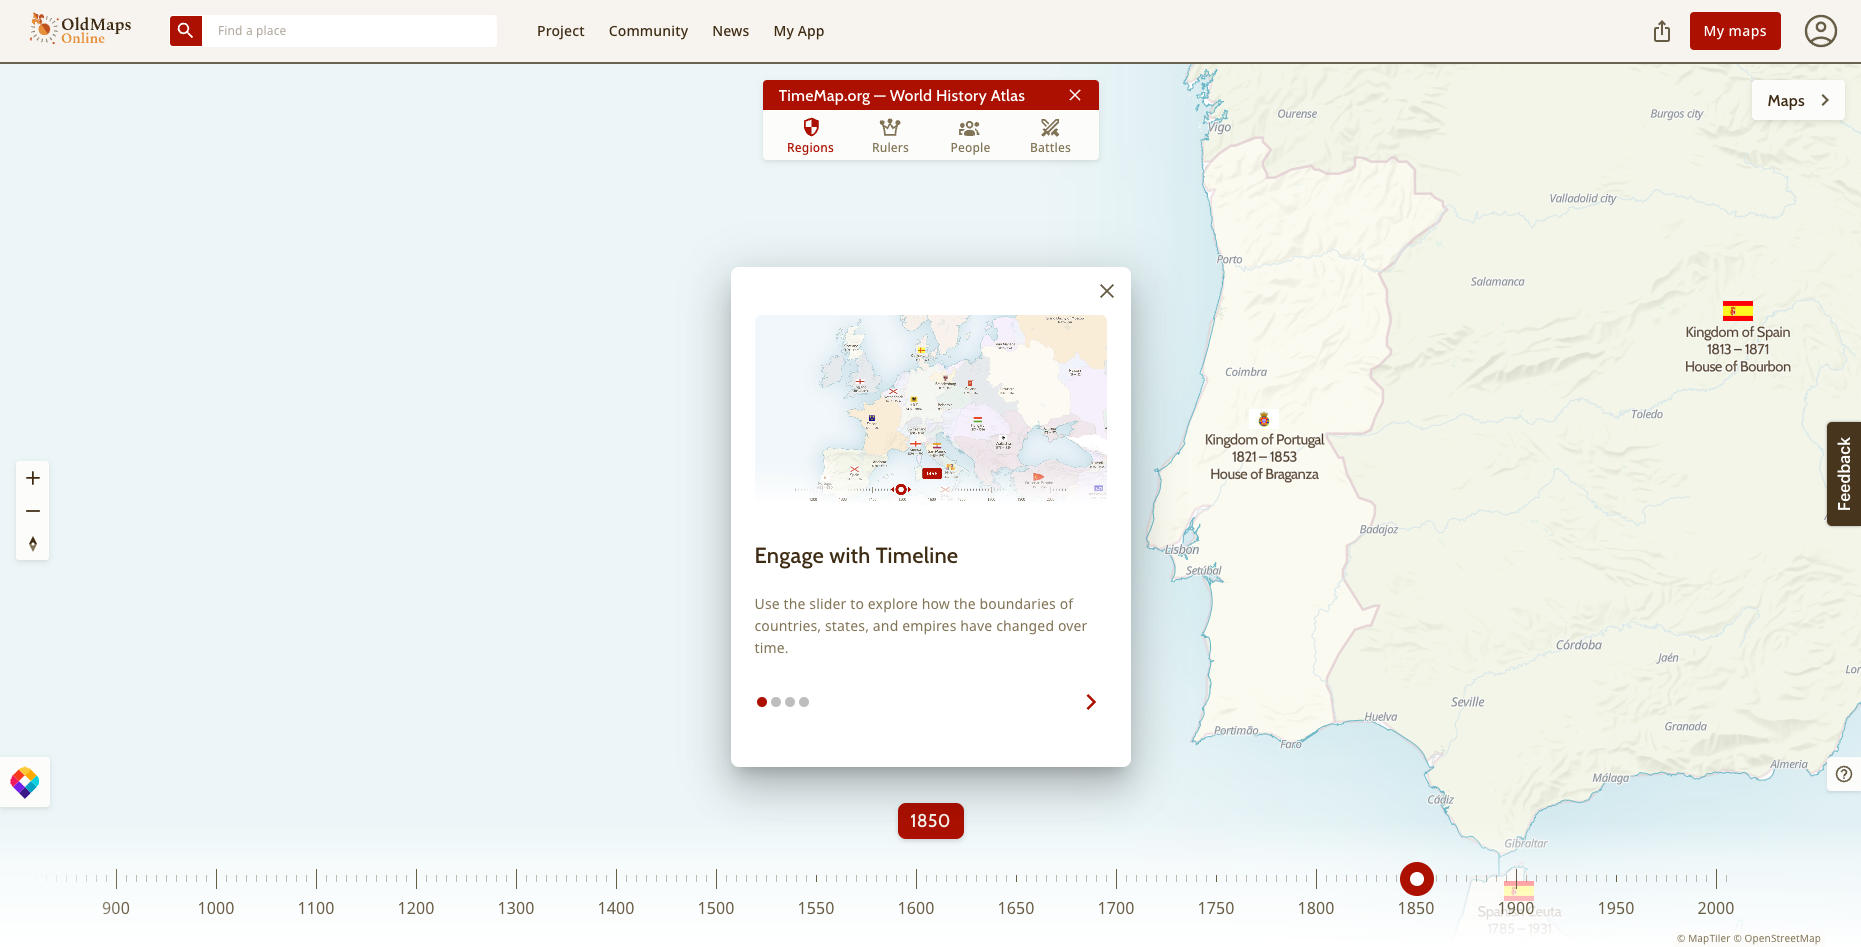 OldMaps
Online
Find a place
Project
Community
News
My App
My maps
TimeMap.org — World History Atlas
Regions
Rulers
People
Battles
Maps
Vigo
Ourense
Burgos city
Valladolid city
Porto
Salamanca
Kingdom of Spain
1813 – 1871
House of Bourbon
Coimbra
Toledo
Kingdom of Portugal
1821 – 1853
House of Braganza
Feedback
Badajoz
Lisbon
Setúbal
Engage with Timeline
Use the slider to explore how the boundaries of
countries, states, and empires have changed over
time.
Córdoba
Jaén
Lor
Seville
Huelva
Granada
Portimão
Faro
Almeria
Málaga
Cádiz
Gibraltar
1850
900
1000
1100
1200
1300
1400
1500
1550
1600
1650
1700
1750
1800
1850
1900
1950
2000
Spanish Ceuta
1785 – 1931
© MapTiler © OpenStreetMap